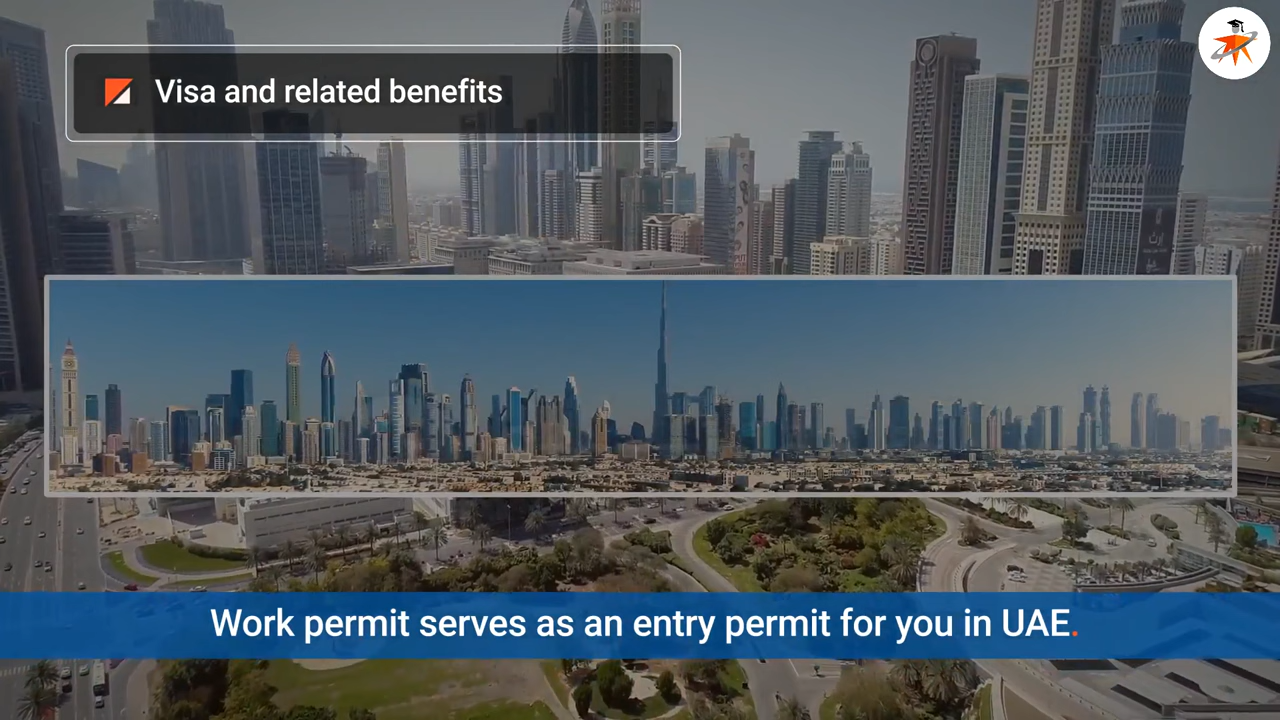 Visa and related benefits
Work permit serves as an entry permit for you in UAE.